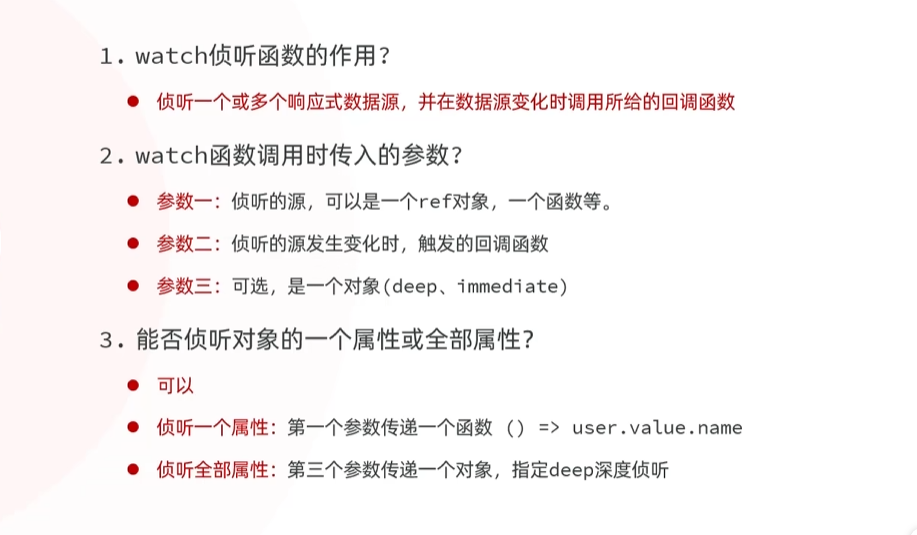 1. watch侦听函数的作用?
侦听一个或多个响应式数据源，并在数据源变化时调用所给的回调函数
2. watch函数调用时传入的参数?
参数一：侦听的源，可以是一个ref对象，一个函数等。
参数二：侦听的源发生变化时，触发的回调函数
参数三：可选，是一个对象(deep、immediate)
3. 能否侦听对象的一个属性或全部属性?
可以
侦听一个属性：第一个参数传递一个函数 () => user.value.name
侦听全部属性：第三个参数传递一个对象，指定deep深度侦听